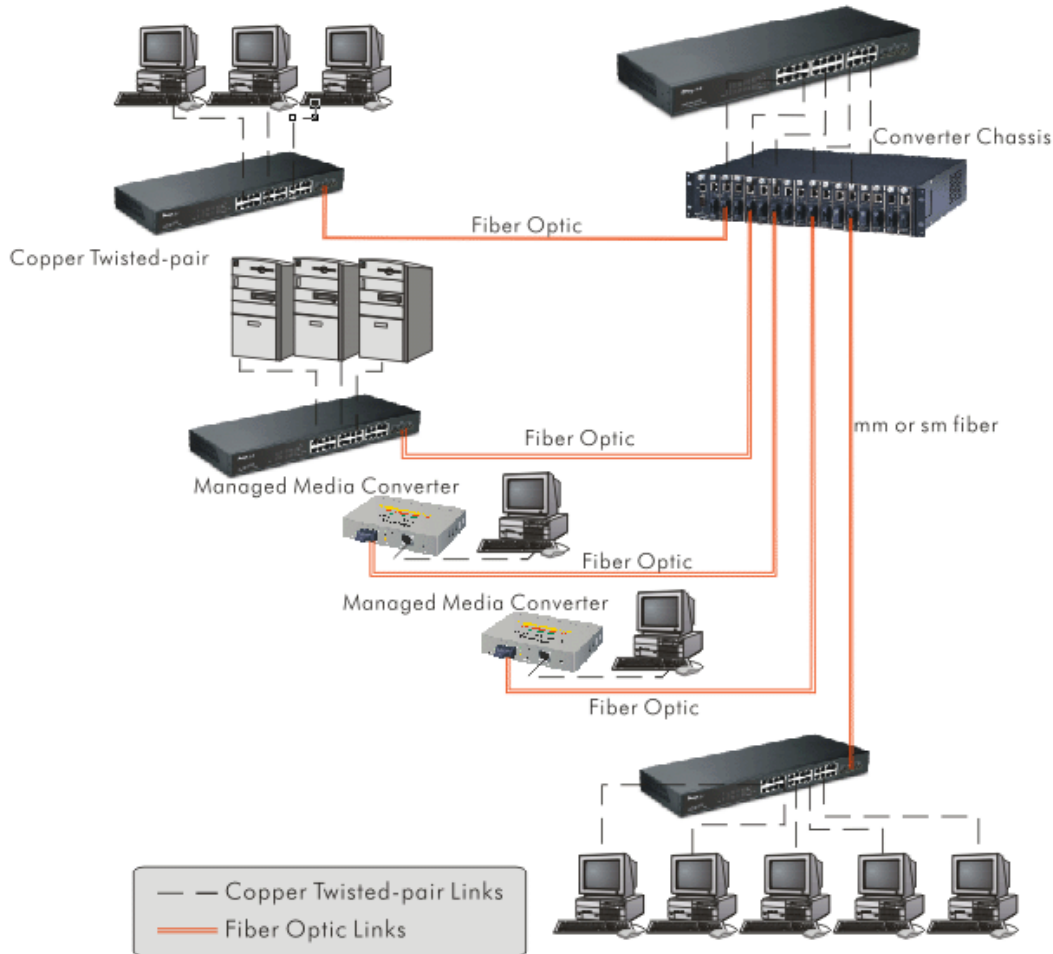 Converter Chassis
Fiber Optic
Copper Twisted-pair
mm or sm fiber
Fiber Optic
Managed Media Converter
Fiber Optic
Managed Media Converter
Fiber Optic
Copper Twisted-pair Links
Fiber Optic Links